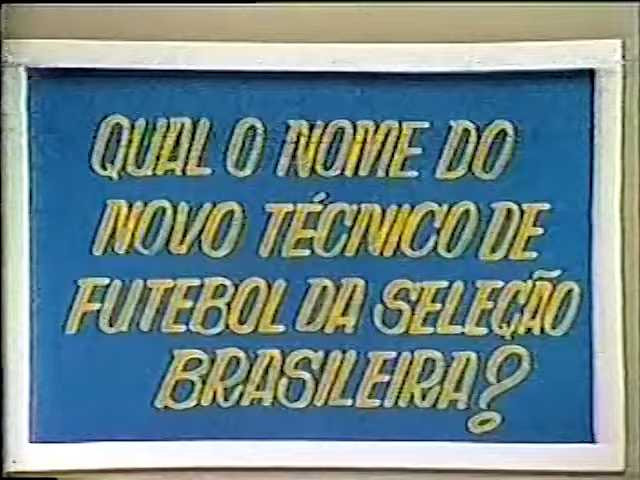 QUAL O NOME DO
NOVO TÉCNICO DE
FUTEBOL DA SELEÇÃO
BRASILEIRA?